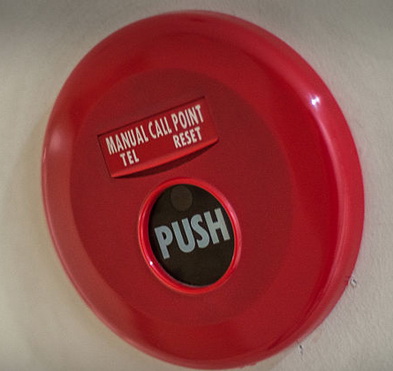 MANUAL CALL POINT
TEL RESET
PUSH